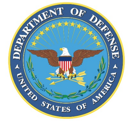 DEPARTMENT OF DEFENSE
UNITED STATES OF AMERICA